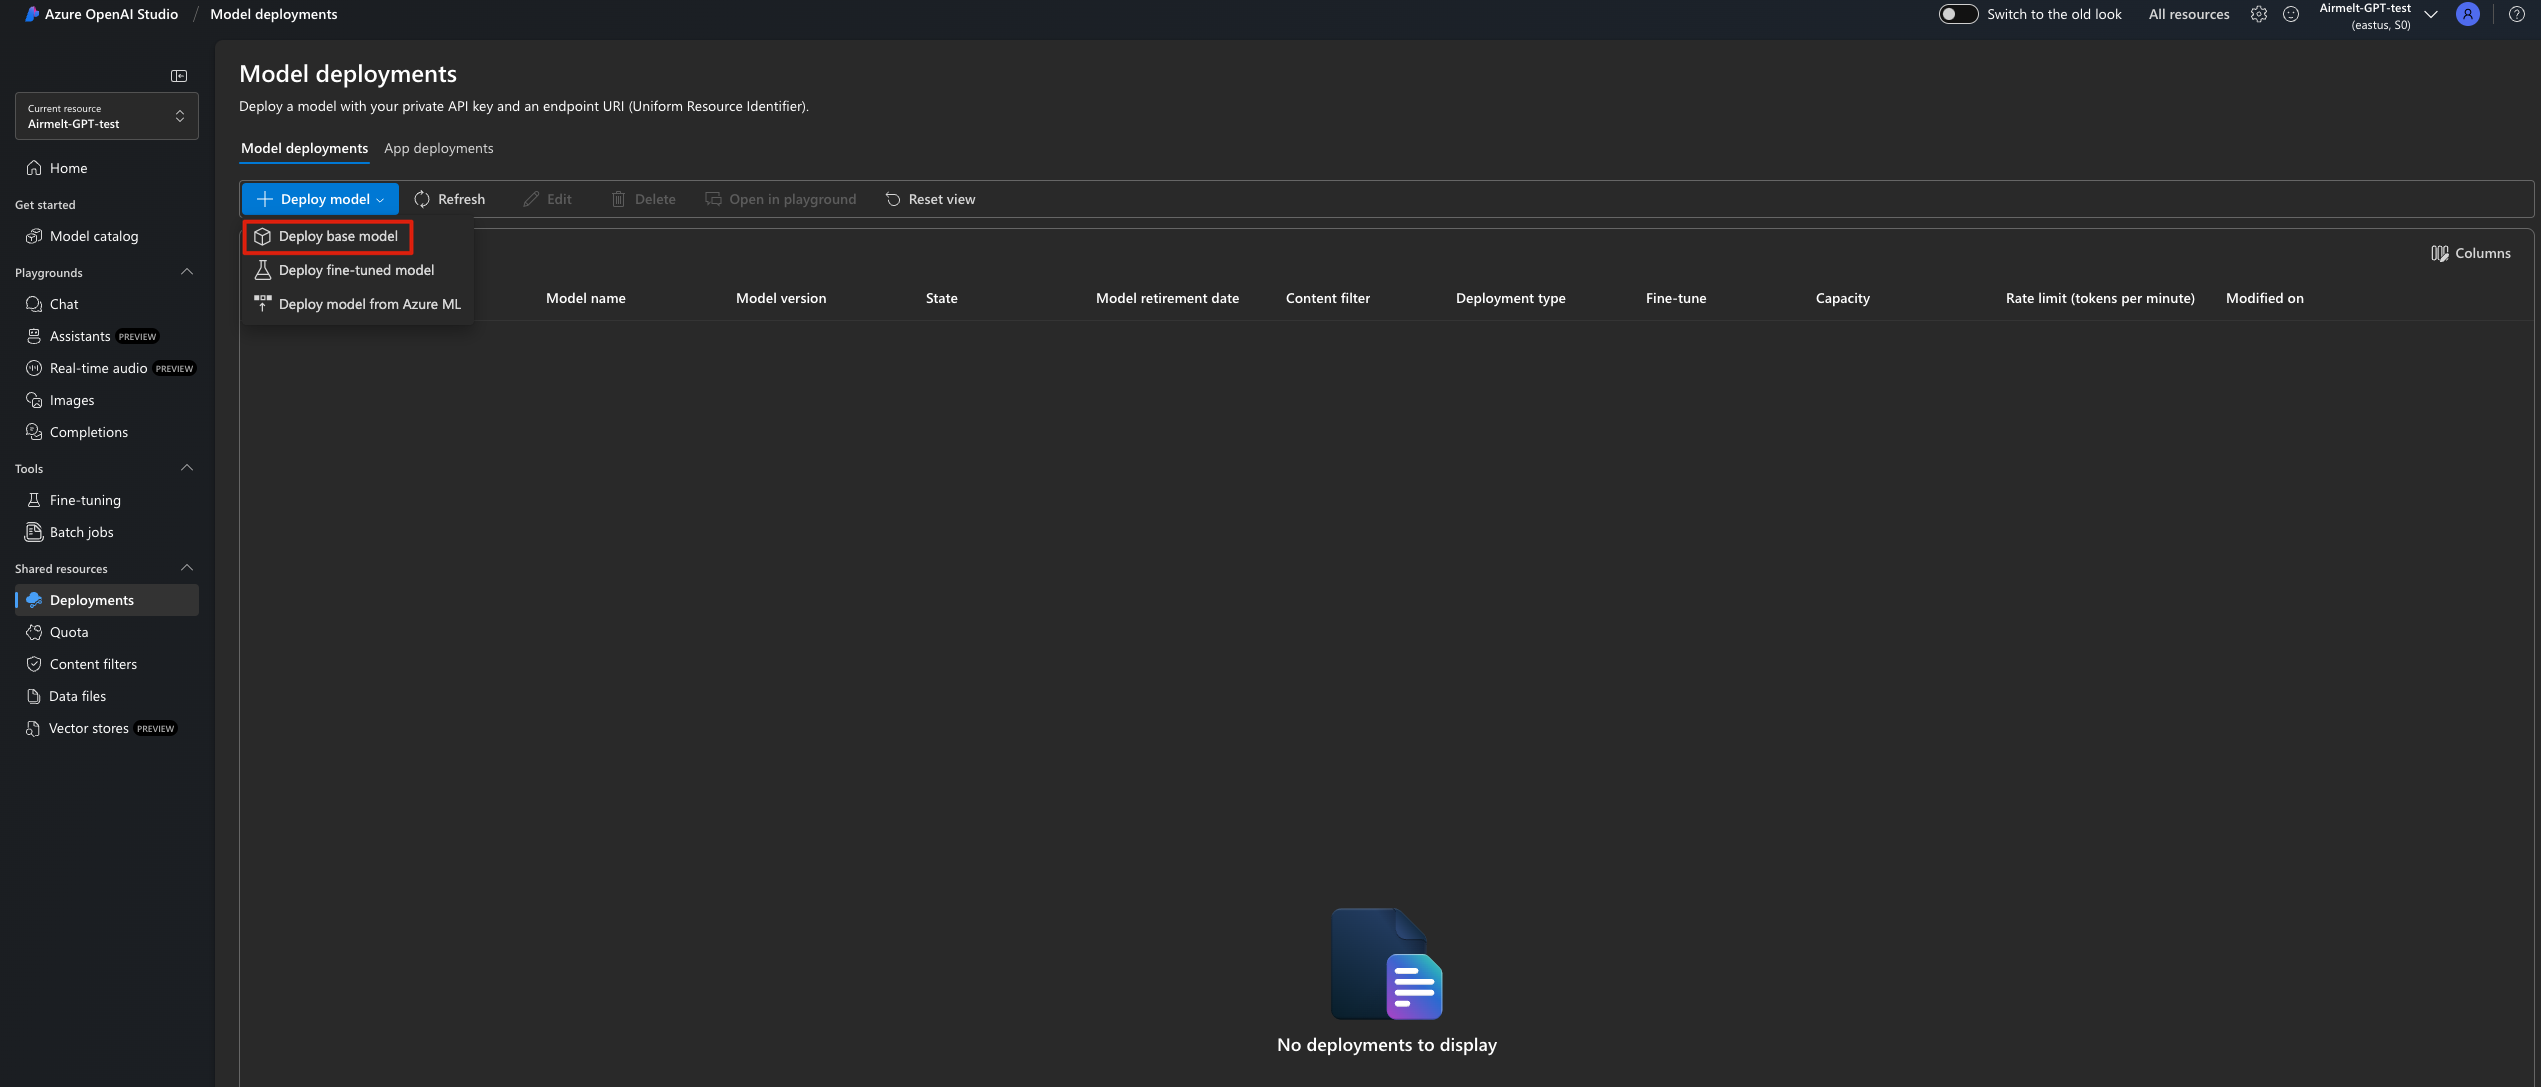 Azure OpenAI Studio / Model deployments
Switch to the old look
All resources
Airmelt-GPT-test
(eastus, S0)
Current resource
Airmelt-GPT-test
Home
Get started
Model catalog
Playgrounds
Chat
Assistants PREVIEW
Real-time audio PREVIEW
Images
Completions
Tools
Fine-tuning
Batch jobs
Shared resources
Deployments
Quota
Content filters
Data files
Vector stores PREVIEW
Model deployments
Deploy a model with your private API key and an endpoint URI (Uniform Resource Identifier).
Model deployments App deployments
Deploy model Refresh Edit Delete Open in playground Reset view
Deploy base model
Deploy fine-tuned model
Deploy model from Azure ML
Columns
Model name Model version State Model retirement date Content filter Deployment type Fine-tune Capacity Rate limit (tokens per minute) Modified on
No deployments to display